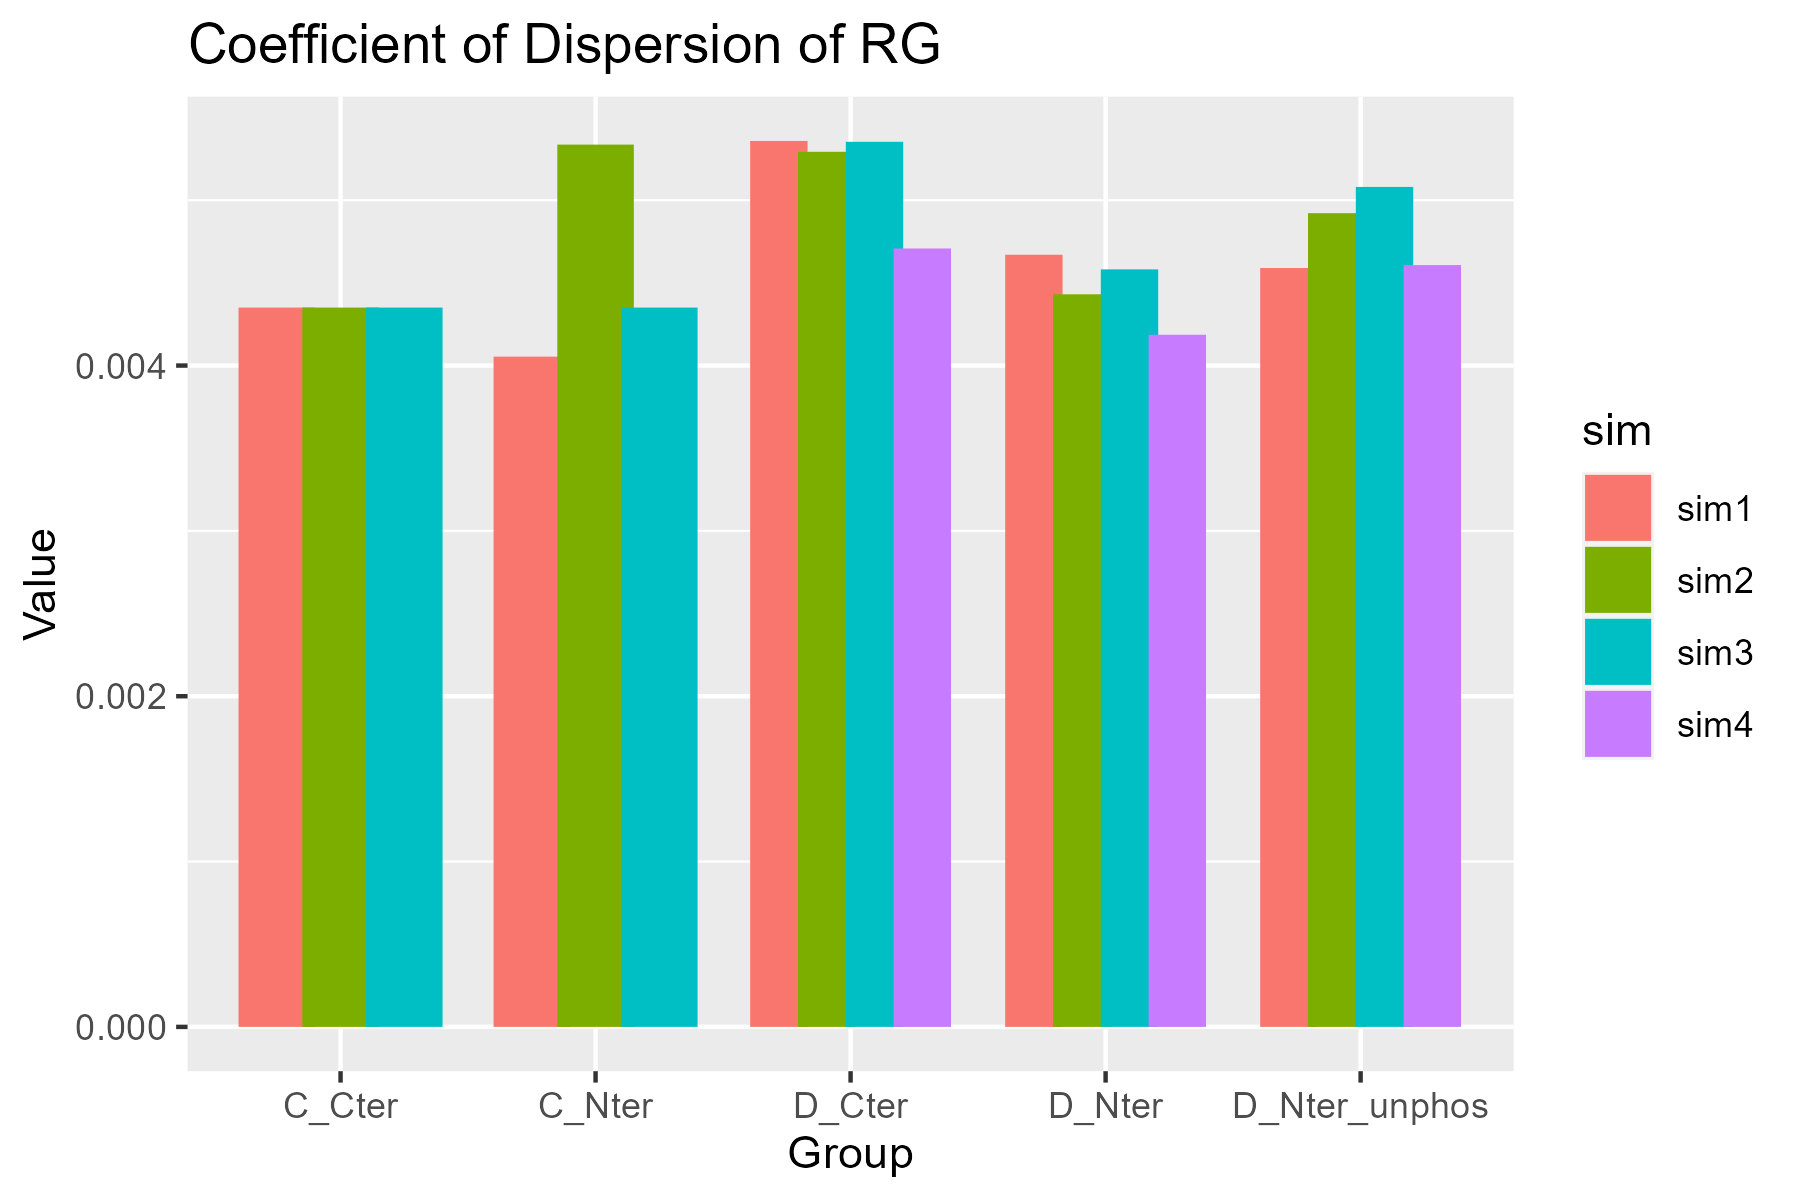 Coefficient of Dispersion of RG
Value
0.004
0.002
0.000
C_Cter
C_Nter
D_Cter
D_Nter
D_Nter_unphos
Group
sim
sim1
sim2
sim3
sim4